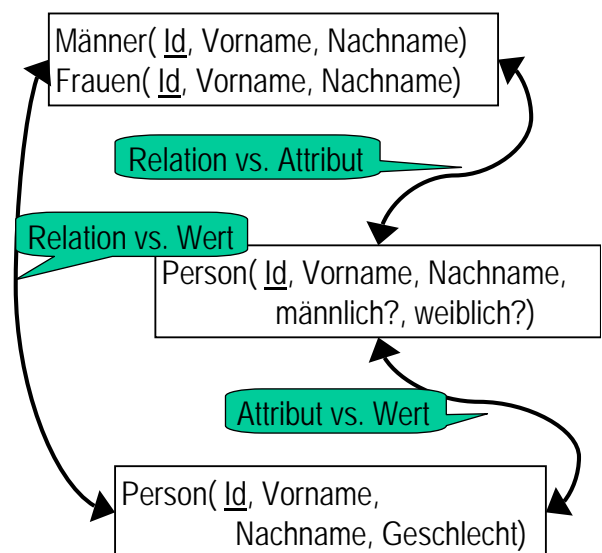 Männer( Id, Vorname, Nachname)
Frauen( Id, Vorname, Nachname)
Relation vs. Attribut
Relation vs. Wert
Person( Id, Vorname, Nachname,
männlich?, weiblich?)
Attribut vs. Wert
Person( Id, Vorname,
Nachname, Geschlecht)